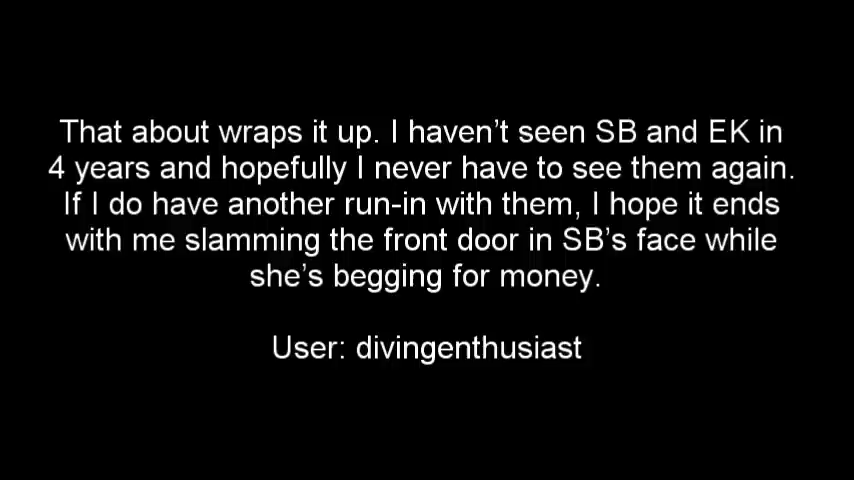 That about wraps it up. I haven’t seen SB and EK in
4 years and hopefully I never have to see them again.
If I do have another run-in with them, I hope it ends
with me slamming the front door in SB’s face while
she’s begging for money.
User: divingenthusiast